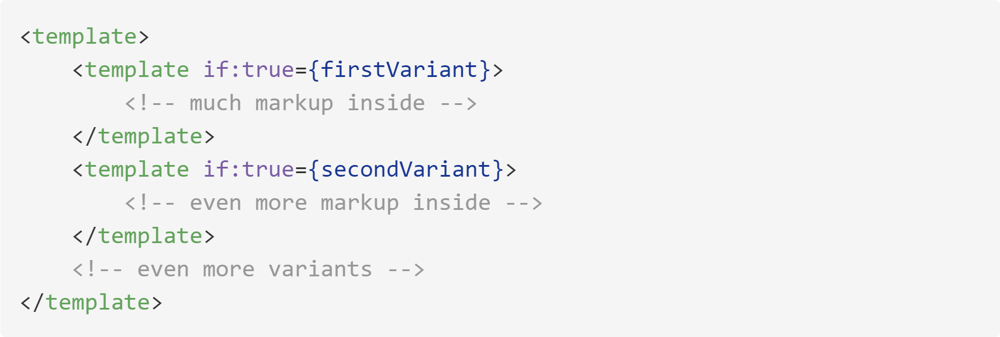 <template>
    <template if:true={firstVariant}>
        <!-- much markup inside -->
    </template>
    <template if:true={secondVariant}>
        <!-- even more markup inside -->
    </template>
    <!-- even more variants -->
</template>